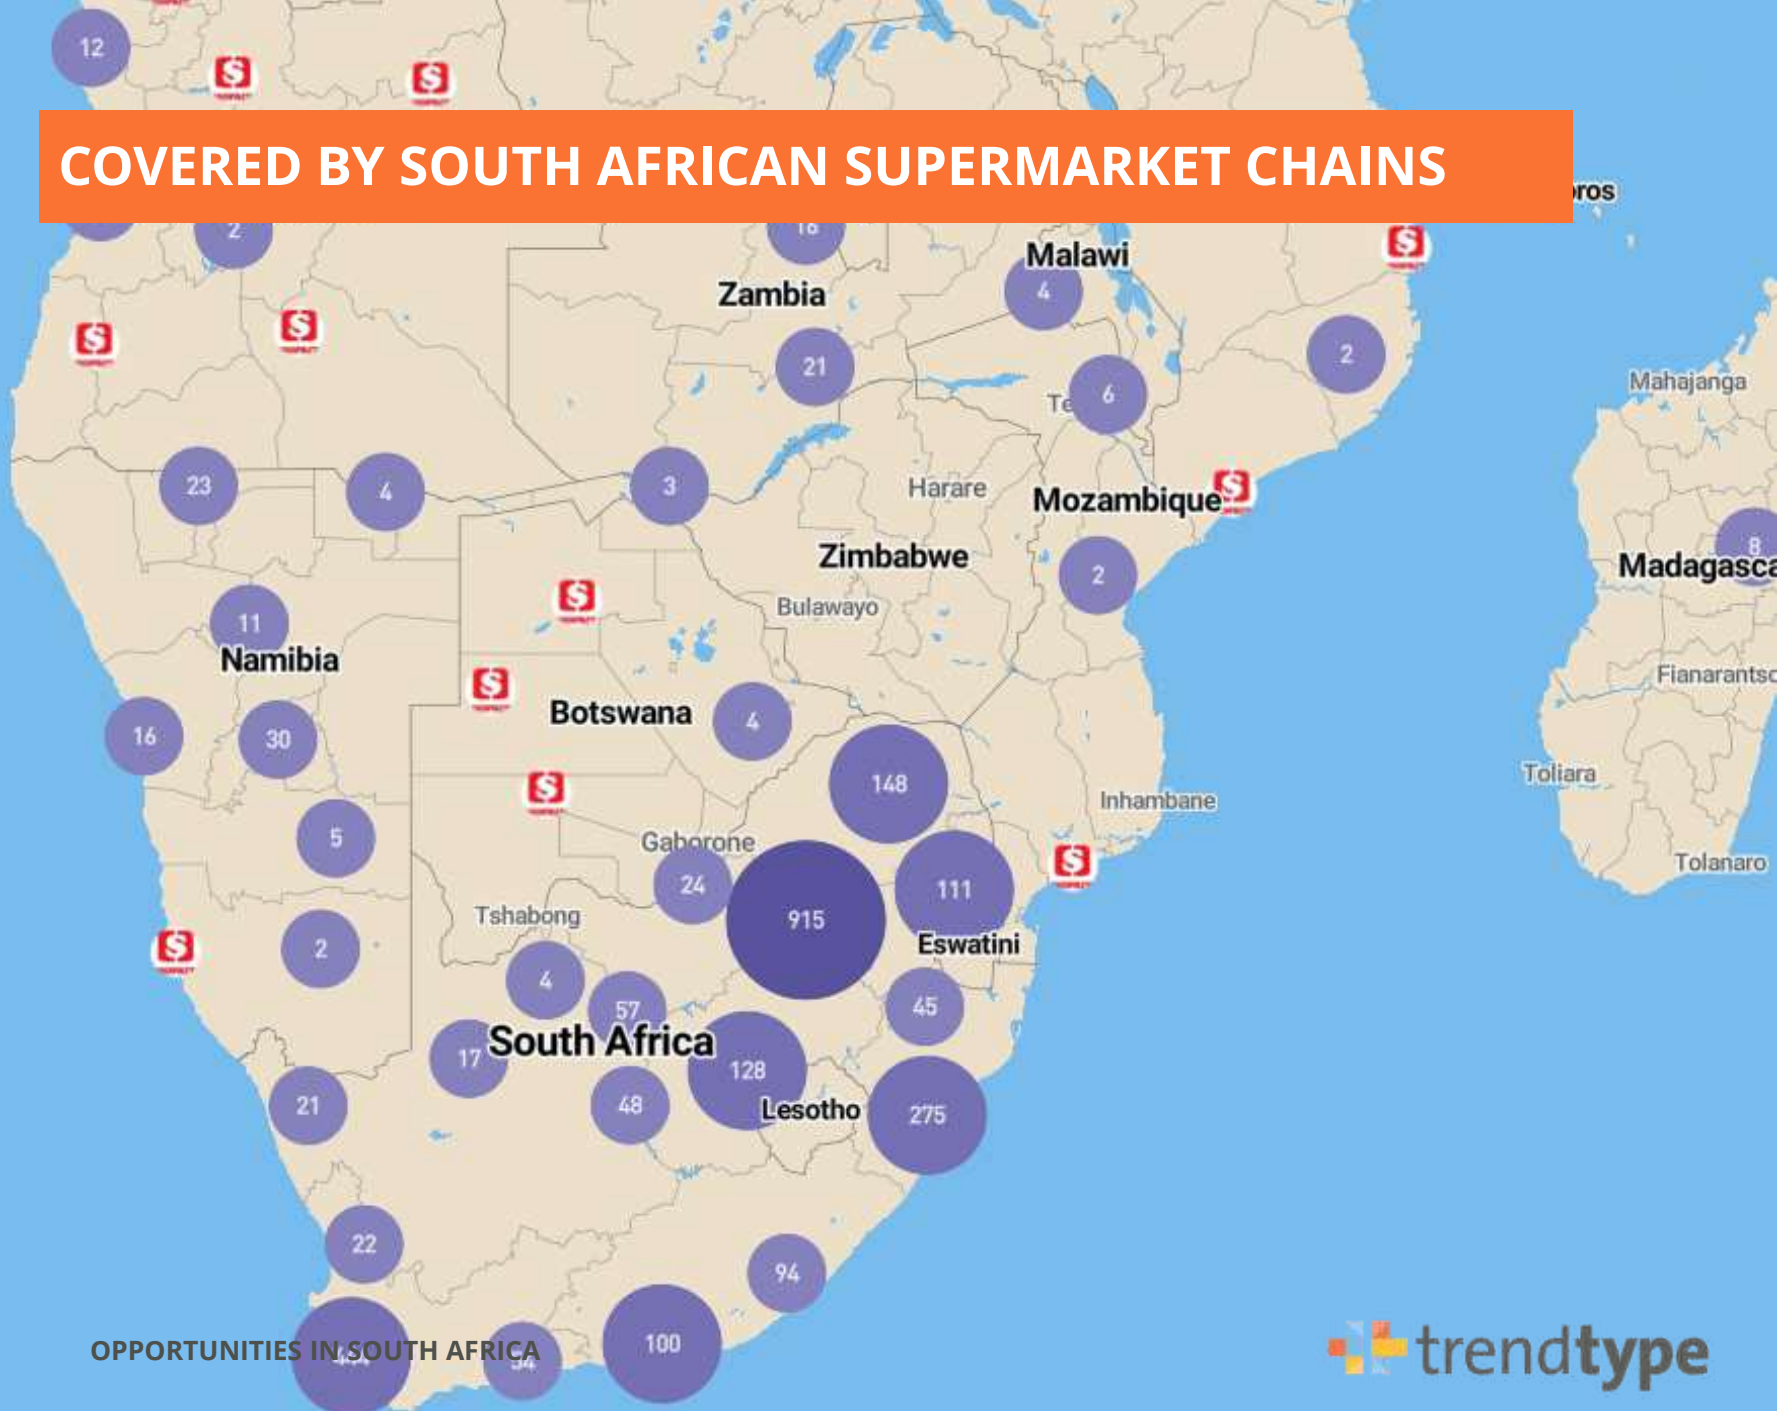 12
COVERED BY SOUTH AFRICAN SUPERMARKET CHAINS
2
Malawi
4
Zambia
21
2
Mahajanga
6
23
4
3
Harare
Mozambique
8
Zimbabwe
Madagasca
2
Bulawayo
11
Namibia
Fianarantso
16
30
Botswana
4
148
Toliara
Inhambane
5
Gaborone
24
915
111
Tolanaro
Tshabong
Eswatini
2
4
57
45
South Africa
17
128
21
48
Lesotho
275
22
94
100
OPPORTUNITIES IN SOUTH AFRICA
trendtype